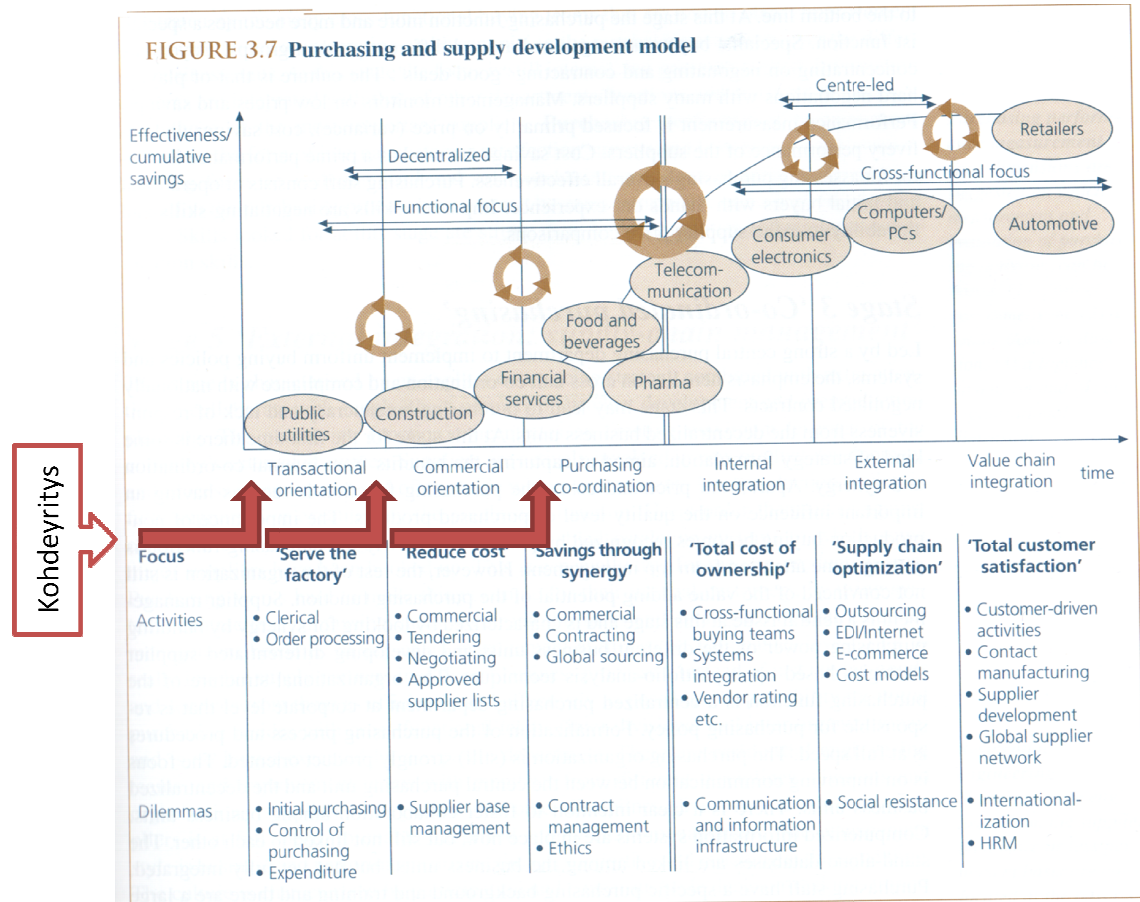 FIGURE 3.7 Purchasing and supply development model
Effectiveness/
cumulative
savings
Centre-led
Decentralized
Cross-functional focus
Functional focus
Retailers
Automotive
Computers/
PCs
Consumer
electronics
Telecom-
munication
Food and
beverages
Pharma
Financial
services
Construction
Public
utilities
Transactional
orientation
Commercial
orientation
Purchasing
co-ordination
Internal
integration
External
integration
Value chain
integration
time
Kohdeyritys
Focus
'Serve the
factory'
'Reduce cost'
'Savings through
synergy'
'Total cost of
ownership'
'Supply chain
optimization'
'Total customer
satisfaction'
Activities
• Clerical
• Order processing
• Commercial
• Tendering
• Negotiating
• Approved
supplier lists
• Commercial
• Contracting
• Global sourcing
• Cross-functional
buying teams
• Systems
integration
• Vendor rating
etc.
• Outsourcing
• EDI/Internet
• E-commerce
• Cost models
• Customer-driven
activities
• Contact
manufacturing
• Supplier
development
• Global supplier
network
Dilemmas
• Initial purchasing
• Control of
purchasing
• Expenditure
• Supplier base
management
• Contract
management
• Ethics
• Communication
and information
infrastructure
• Social resistance
• International-
ization
• HRM